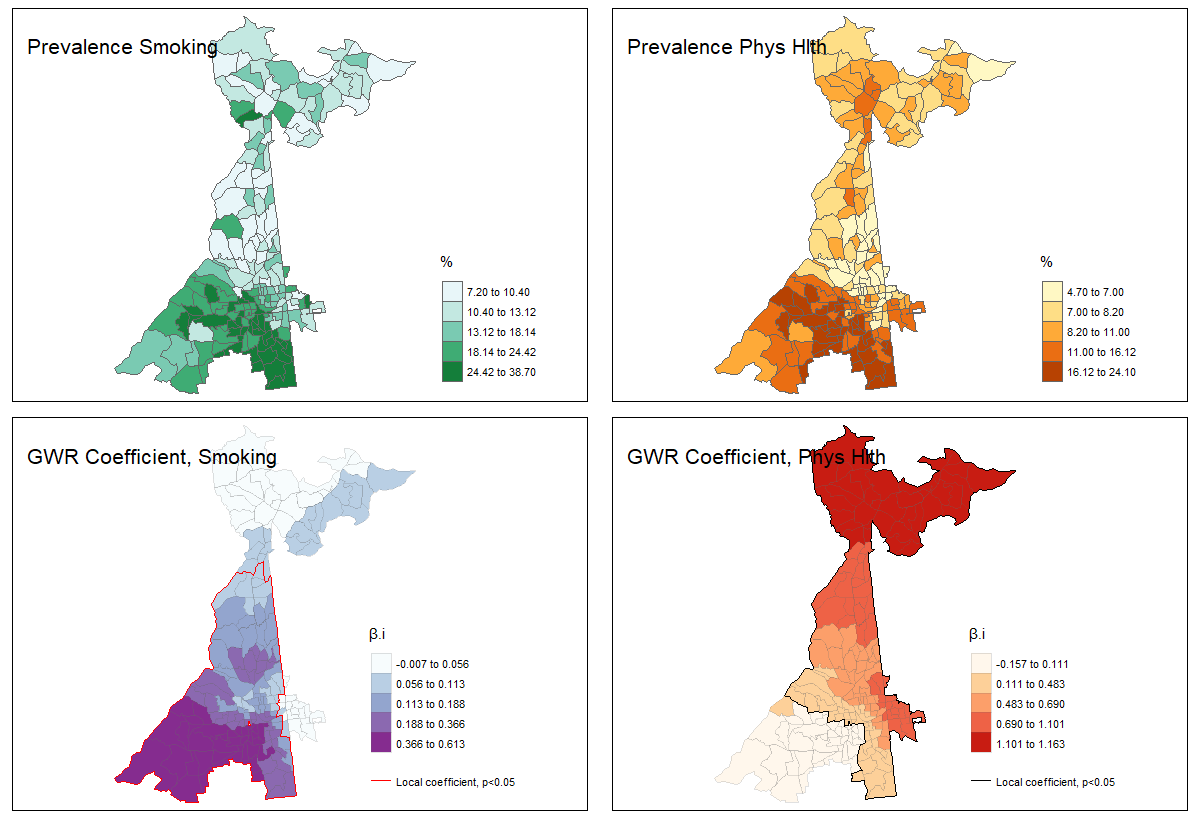 Prevalence Smoking
%
7.20 to 10.40
10.40 to 13.12
13.12 to 18.14
18.14 to 24.42
24.42 to 38.70
Prevalence Phys Hlth
%
4.70 to 7.00
7.00 to 8.20
8.20 to 11.00
11.00 to 16.12
16.12 to 24.10
GWR Coefficient, Smoking
β.i
-0.007 to 0.056
0.056 to 0.113
0.113 to 0.188
0.188 to 0.366
0.366 to 0.613
Local coefficient, p<0.05
GWR Coefficient, Phys Hlth
β.i
-0.157 to 0.111
0.111 to 0.483
0.483 to 0.690
0.690 to 1.101
1.101 to 1.163
Local coefficient, p<0.05